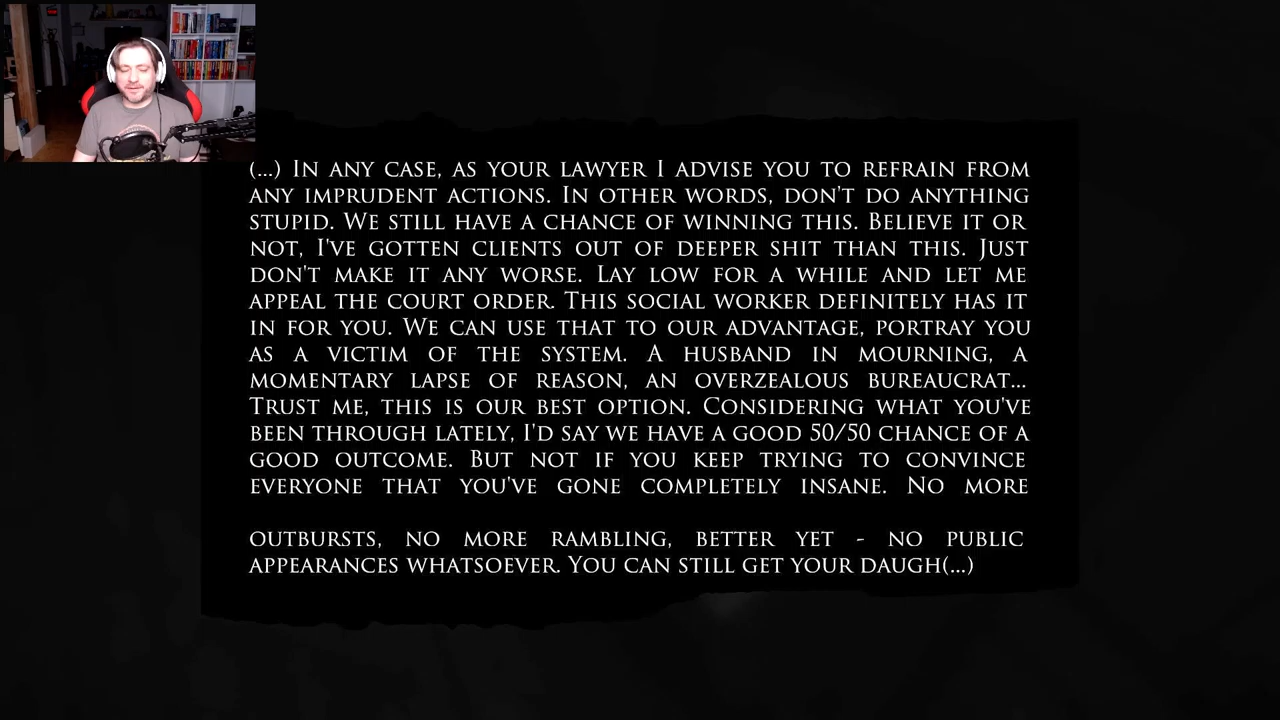 (...) In any case, as your lawyer I advise you to refrain from
any imprudent actions. In other words, don't do anything
stupid. We still have a chance of winning this. Believe it or
not, I've gotten clients out of deeper shit than this. Just
don't make it any worse. Lay low for a while and let me
appeal the court order. This social worker definitely has it
in for you. We can use that to our advantage, portray you
as a victim of the system. A husband in mourning, a
momentary lapse of reason, an overzealous bureaucrat...
Trust me, this is our best option. Considering what you've
been through lately, I'd say we have a good 50/50 chance of a
good outcome. But not if you keep trying to convince
everyone that you've gone completely insane. No more
outbursts, no more rambling, better yet - no public
appearances whatsoever. You can still get your daugh(...)